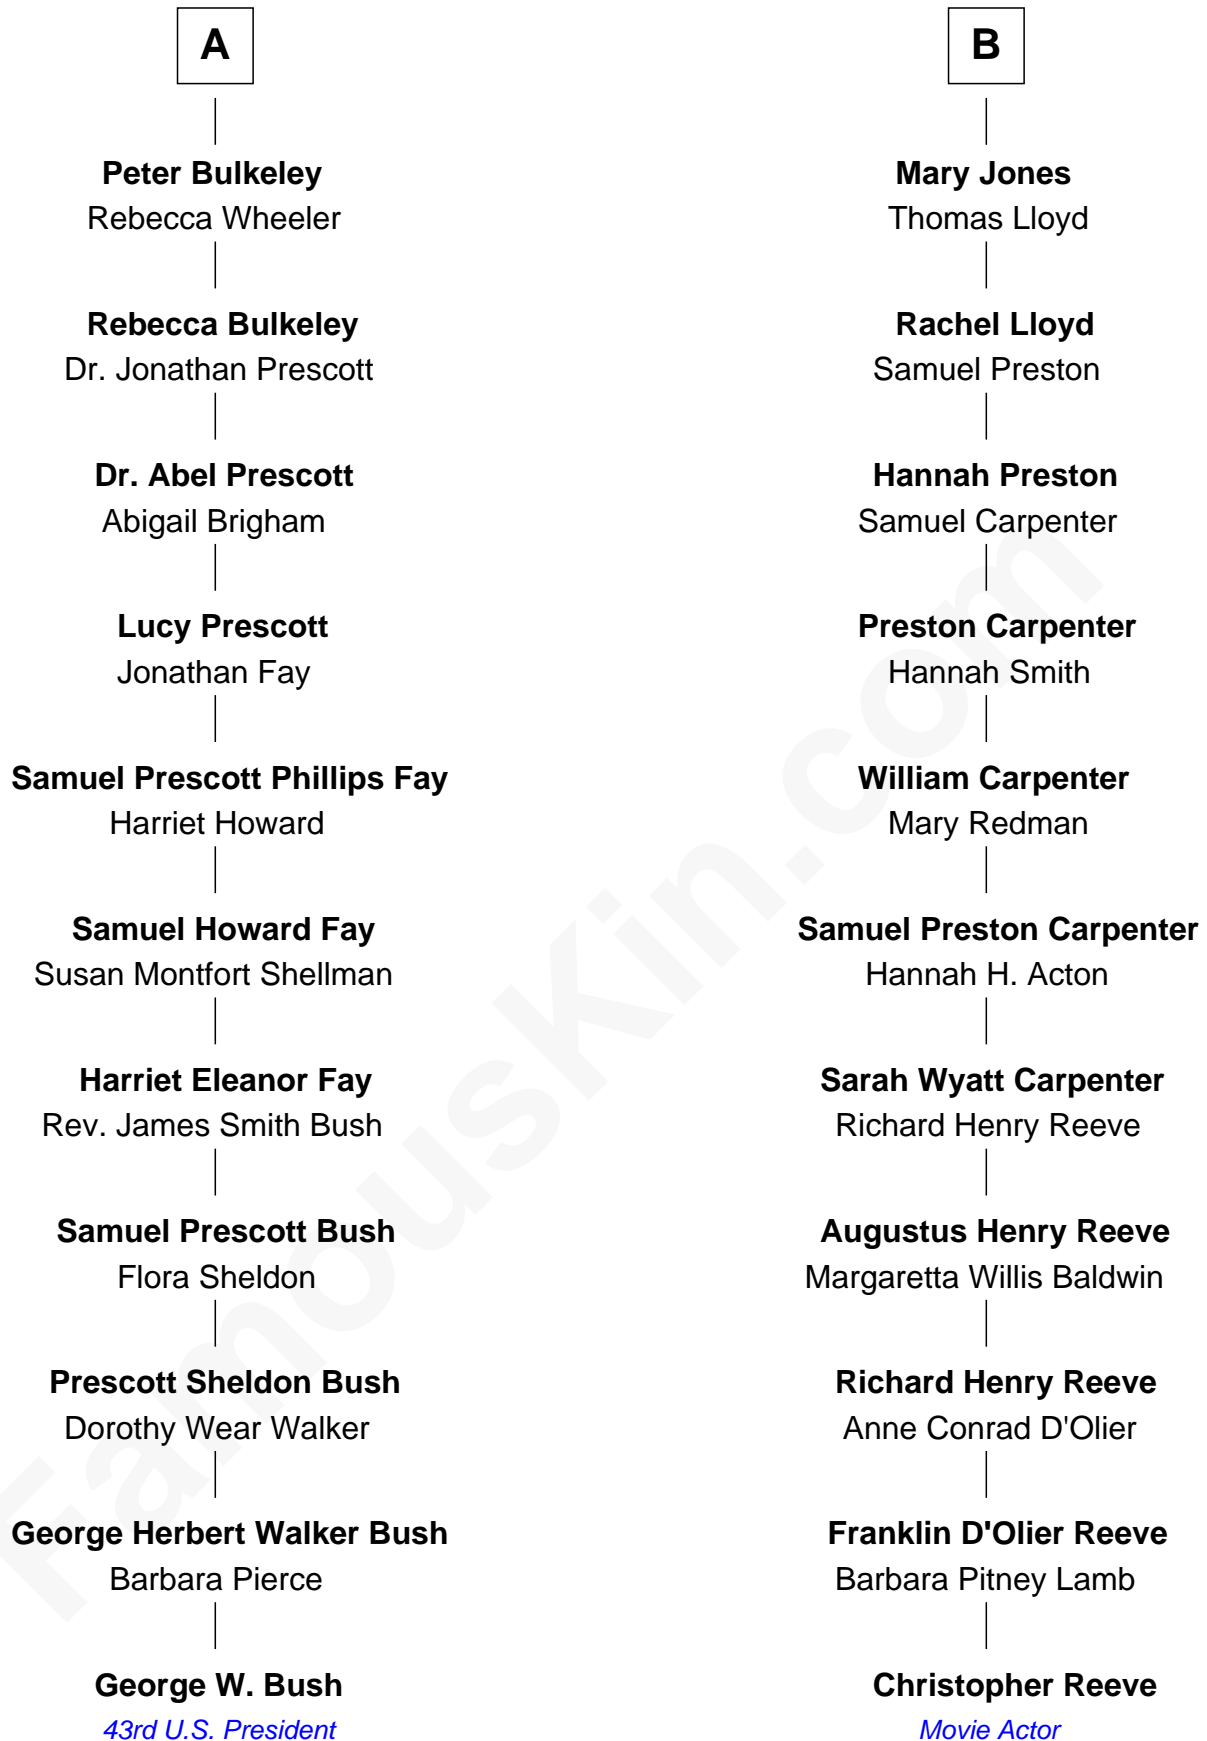 A
Peter Bulkeley
Rebecca Wheeler
Rebecca Bulkeley
Dr. Jonathan Prescott
Dr. Abel Prescott
Abigail Brigham
Lucy Prescott
Jonathan Fay
Samuel Prescott Phillips Fay
Harriet Howard
Samuel Howard Fay
Susan Montfort Shellman
Harriet Eleanor Fay
Rev. James Smith Bush
Samuel Prescott Bush
Flora Sheldon
Prescott Sheldon Bush
Dorothy Wear Walker
George Herbert Walker Bush
Barbara Pierce
George W. Bush
43rd U.S. President
B
Mary Jones
Thomas Lloyd
Rachel Lloyd
Samuel Preston
Hannah Preston
Samuel Carpenter
Preston Carpenter
Hannah Smith
William Carpenter
Mary Redman
Samuel Preston Carpenter
Hannah H. Acton
Sarah Wyatt Carpenter
Richard Henry Reeve
Augustus Henry Reeve
Margaretta Willis Baldwin
Richard Henry Reeve
Anne Conrad D'Olier
Franklin D'Olier Reeve
Barbara Pitney Lamb
Christopher Reeve
Movie Actor
FamousKin.com